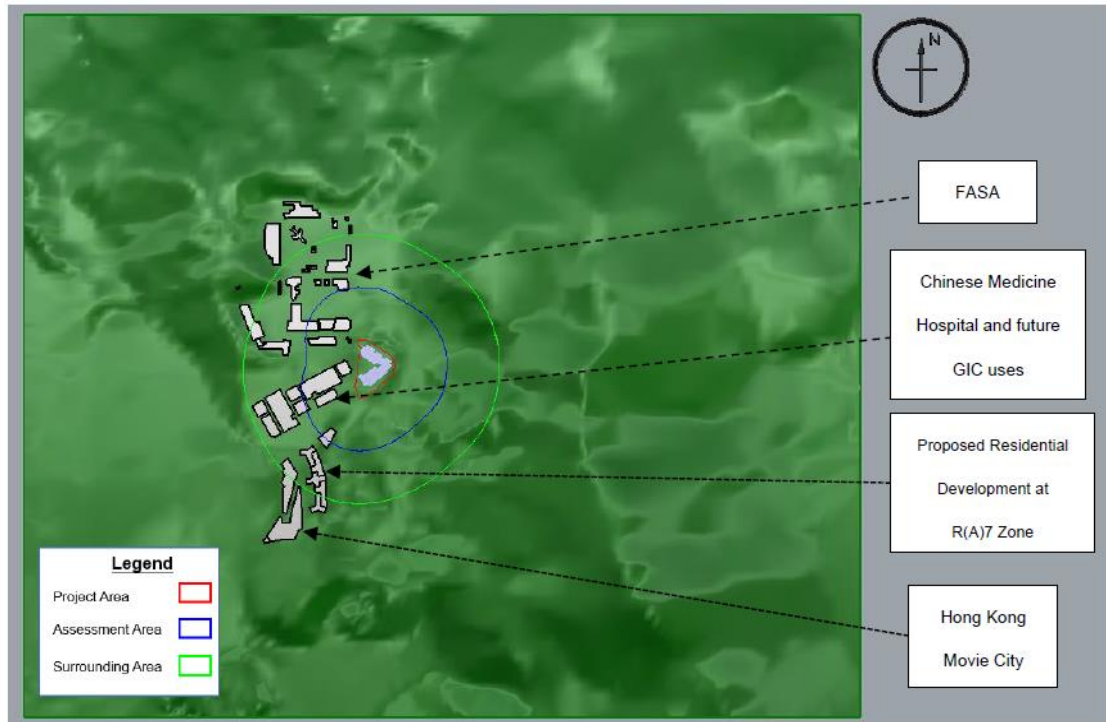 N
FASA
Chinese Medicine
Hospital and future
GIC uses
Proposed Residential
Development at
R(A)7 Zone
Hong Kong
Movie City
Legend
Project Area
Assessment Area
Surrounding Area